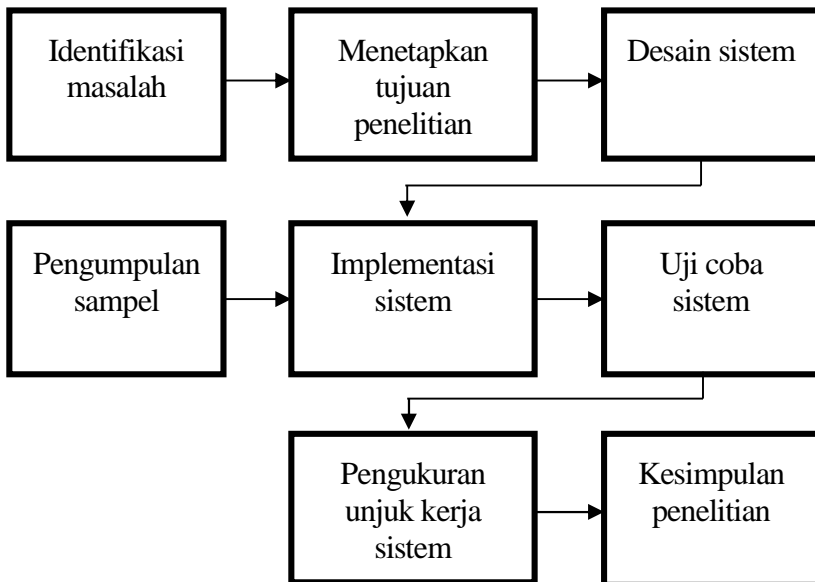 Identifikasi
masalah
Menetapkan
tujuan
penelitian
Desain sistem
Pengumpulan
sampel
Implementasi
sistem
Uji coba
sistem
Pengukuran
unjuk kerja
sistem
Kesimpulan
penelitian